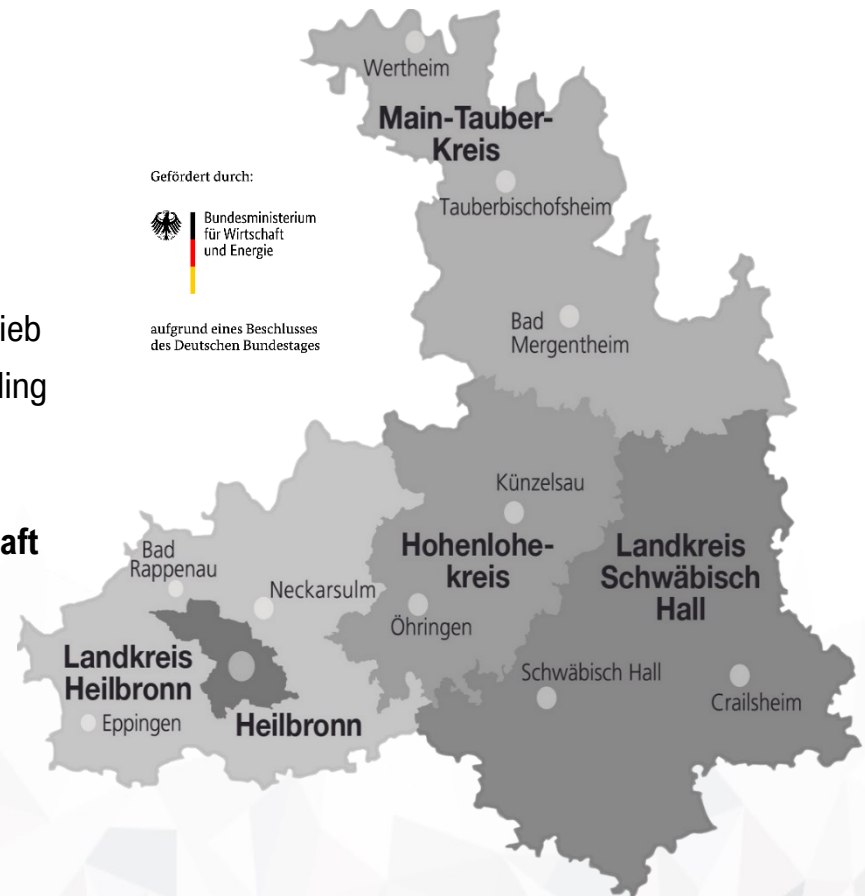 Gefördert durch:
Bundesministerium
für Wirtschaft
und Energie
aufgrund eines Beschlusses
des Deutschen Bundestages
ieb
ling
aft
Wertheim
Main-Tauber-
Kreis
Tauberbischofsheim
Bad
Mergentheim
Künzelsau
Hohenlohe-
kreis
Öhringen
Landkreis
Schwäbisch
Hall
Schwäbisch Hall
Crailsheim
Bad
Rappenau
Neckarsulm
Landkreis
Heilbronn
Eppingen
Heilbronn